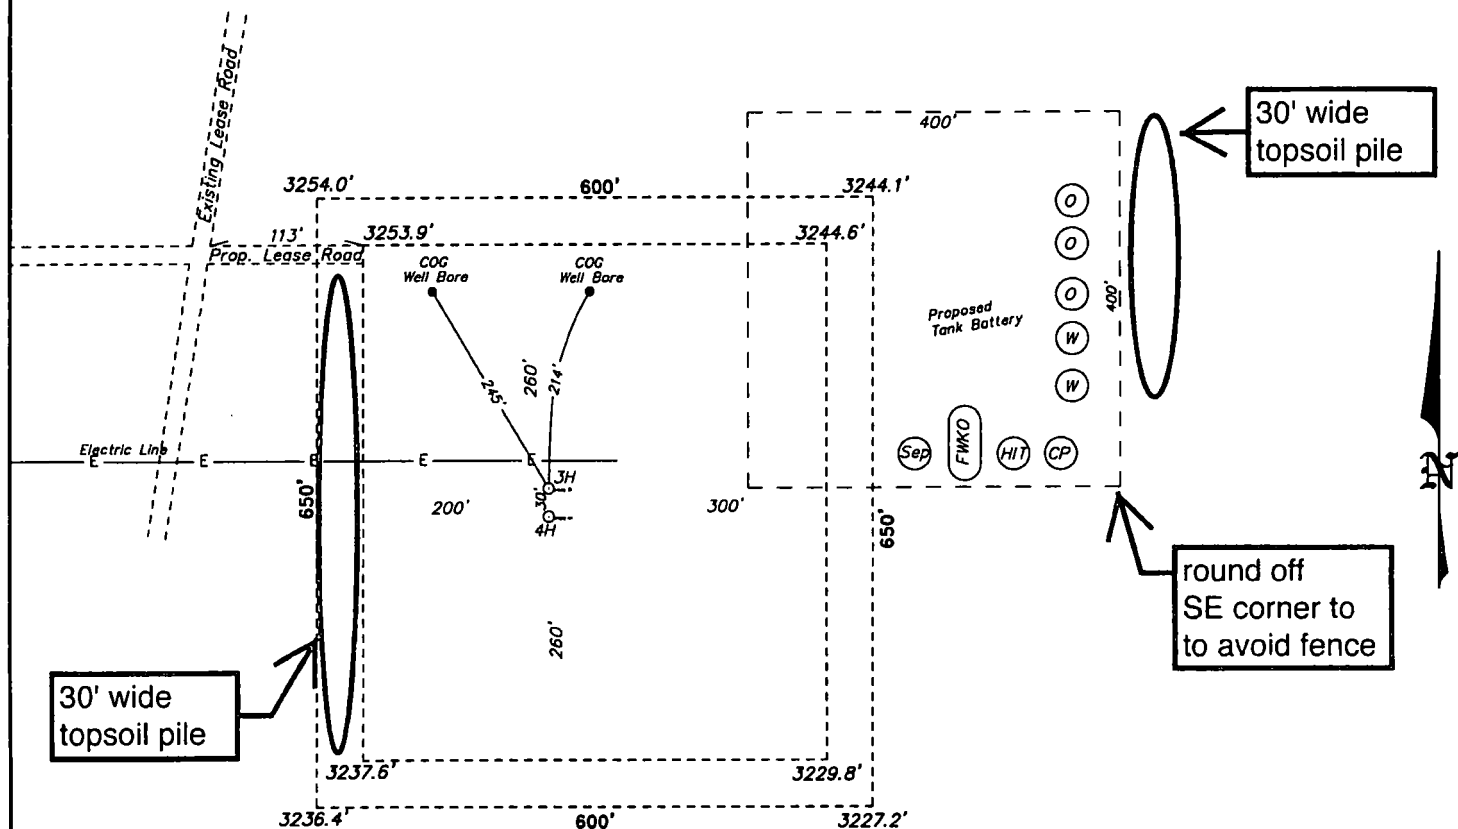 Existing Lease Road
400'
30' wide
topsoil pile
3254.0'
600'
3244.1'
113'
3253.9'
3244.6'
Prop. Lease Road
COG
Well Bore
COG
Well Bore
O
O
O
W
W
400'
Proposed
Tank Battery
245'
260'
214'
Electric Line
E
E
E
E
E
Sep
FWKO
H/T
CP
3H
30'
4H
650'
200'
300'
650'
N
round off
SE corner to
to avoid fence
260'
30' wide
topsoil pile
3237.6'
3229.8'
3236.4'
600'
3227.2'